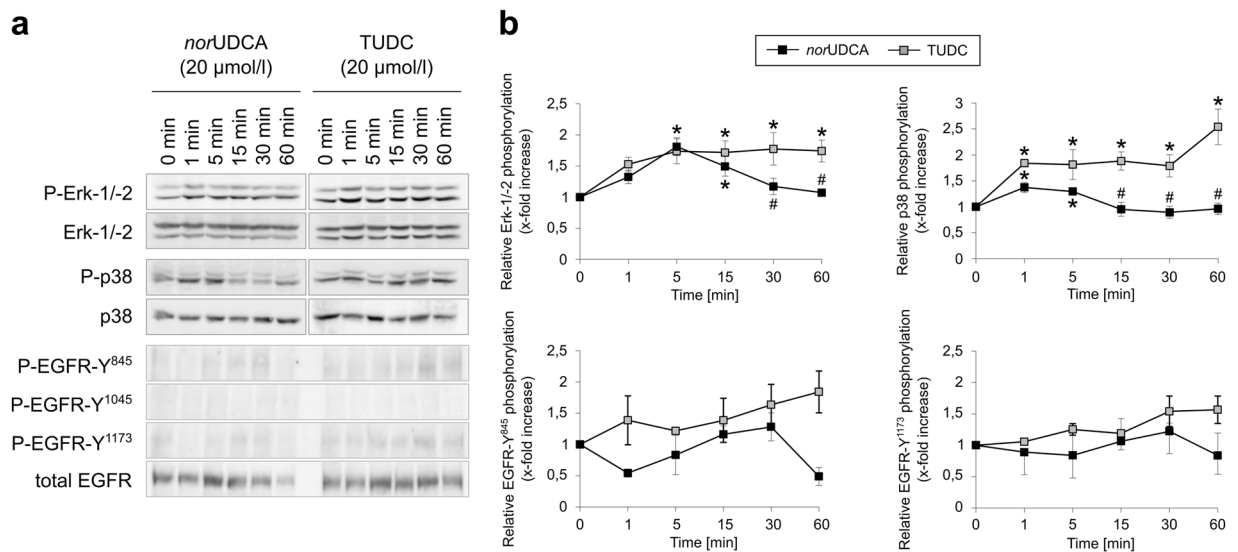 a
norUDCA
(20 µmol/l)
TUDC
(20 µmol/l)
0 min
1 min
5 min
15 min
30 min
60 min
0 min
1 min
5 min
15 min
30 min
60 min
P-Erk-1/-2
Erk-1/-2
P-p38
p38
P-EGFR-Y845
P-EGFR-Y1045
P-EGFR-Y1173
total EGFR
b
norUDCA
TUDC
Relative Erk-1/-2 phosphorylation
(x-fold increase)
2,5
2
1,5
1
0,5
0
* * * *
*
#
#
0 1 5 15 30 60
Time [min]
Relative p38 phosphorylation
(x-fold increase)
3
2,5
2
1,5
1
0,5
0
* * * * *
* *
# # #
0 1 5 15 30 60
Time [min]
Relative EGFR-Y845 phosphorylation
(x-fold increase)
2,5
2
1,5
1
0,5
0
0 1 5 15 30 60
Time [min]
Relative EGFR-Y1173 phosphorylation
(x-fold increase)
2,5
2
1,5
1
0,5
0
0 1 5 15 30 60
Time [min]